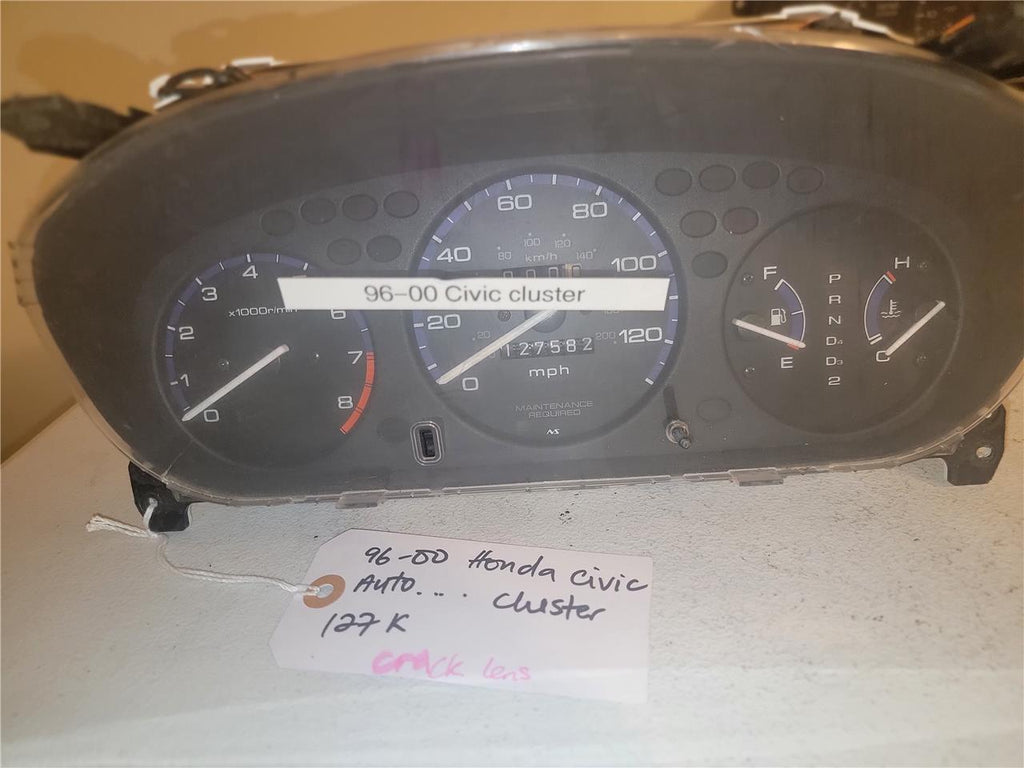 60
80
40
80 100 120 140
km/h
100
4
3
x1000r/min
6
96-00 Civic cluster
2
20
20
200
120
7
127582
1
0
mph
0
8
MAINTENANCE
REQUIRED
NS
F
E
P
R
N
D4
D3
2
H
C
96-00 Honda Civic
Auto.... Cluster
127K
crack lens